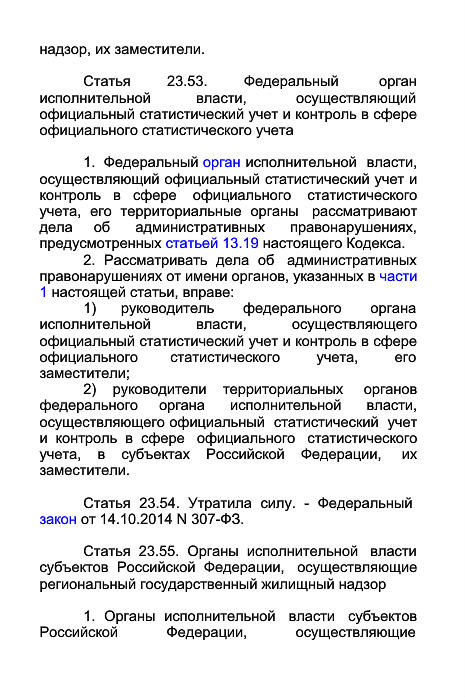 надзор, их заместители.
Статья 23.53. Федеральный орган
исполнительной власти, осуществляющий
официальный статистический учет и контроль в сфере
официального статистического учета
1. Федеральный орган исполнительной власти,
осуществляющий официальный статистический учет и
контроль в сфере официального статистического
учета, его территориальные органы рассматривают
дела об административных правонарушениях,
предусмотренных статьей 13.19 настоящего Кодекса.
2. Рассматривать дела об административных
правонарушениях от имени органов, указанных в части
1 настоящей статьи, вправе:
1) руководитель федерального органа
исполнительной власти, осуществляющего
официальный статистический учет и контроль в сфере
официального статистического учета, его
заместители;
2) руководители территориальных органов
федерального органа исполнительной власти,
осуществляющего официальный статистический учет
и контроль в сфере официального статистического
учета, в субъектах Российской Федерации, их
заместители.
Статья 23.54. Утратила силу. - Федеральный
закон от 14.10.2014 N 307-ФЗ.
Статья 23.55. Органы исполнительной власти
субъектов Российской Федерации, осуществляющие
региональный государственный жилищный надзор
1. Органы исполнительной власти субъектов
Российской Федерации, осуществляющие